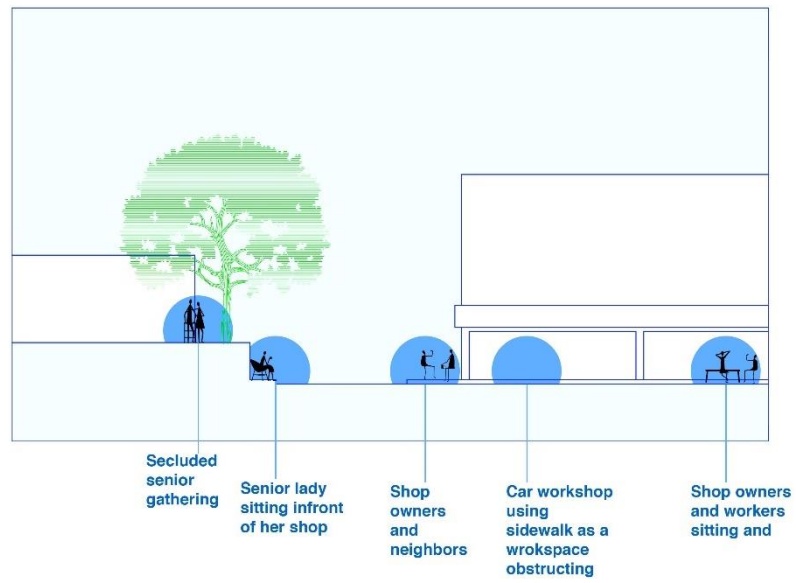 Secluded
senior
gathering
Senior lady
sitting infront
of her shop
Shop
owners
and
neighbors
Car workshop
using
sidewalk as a
wrokspace
obstructing
Shop owners
and workers
sitting and